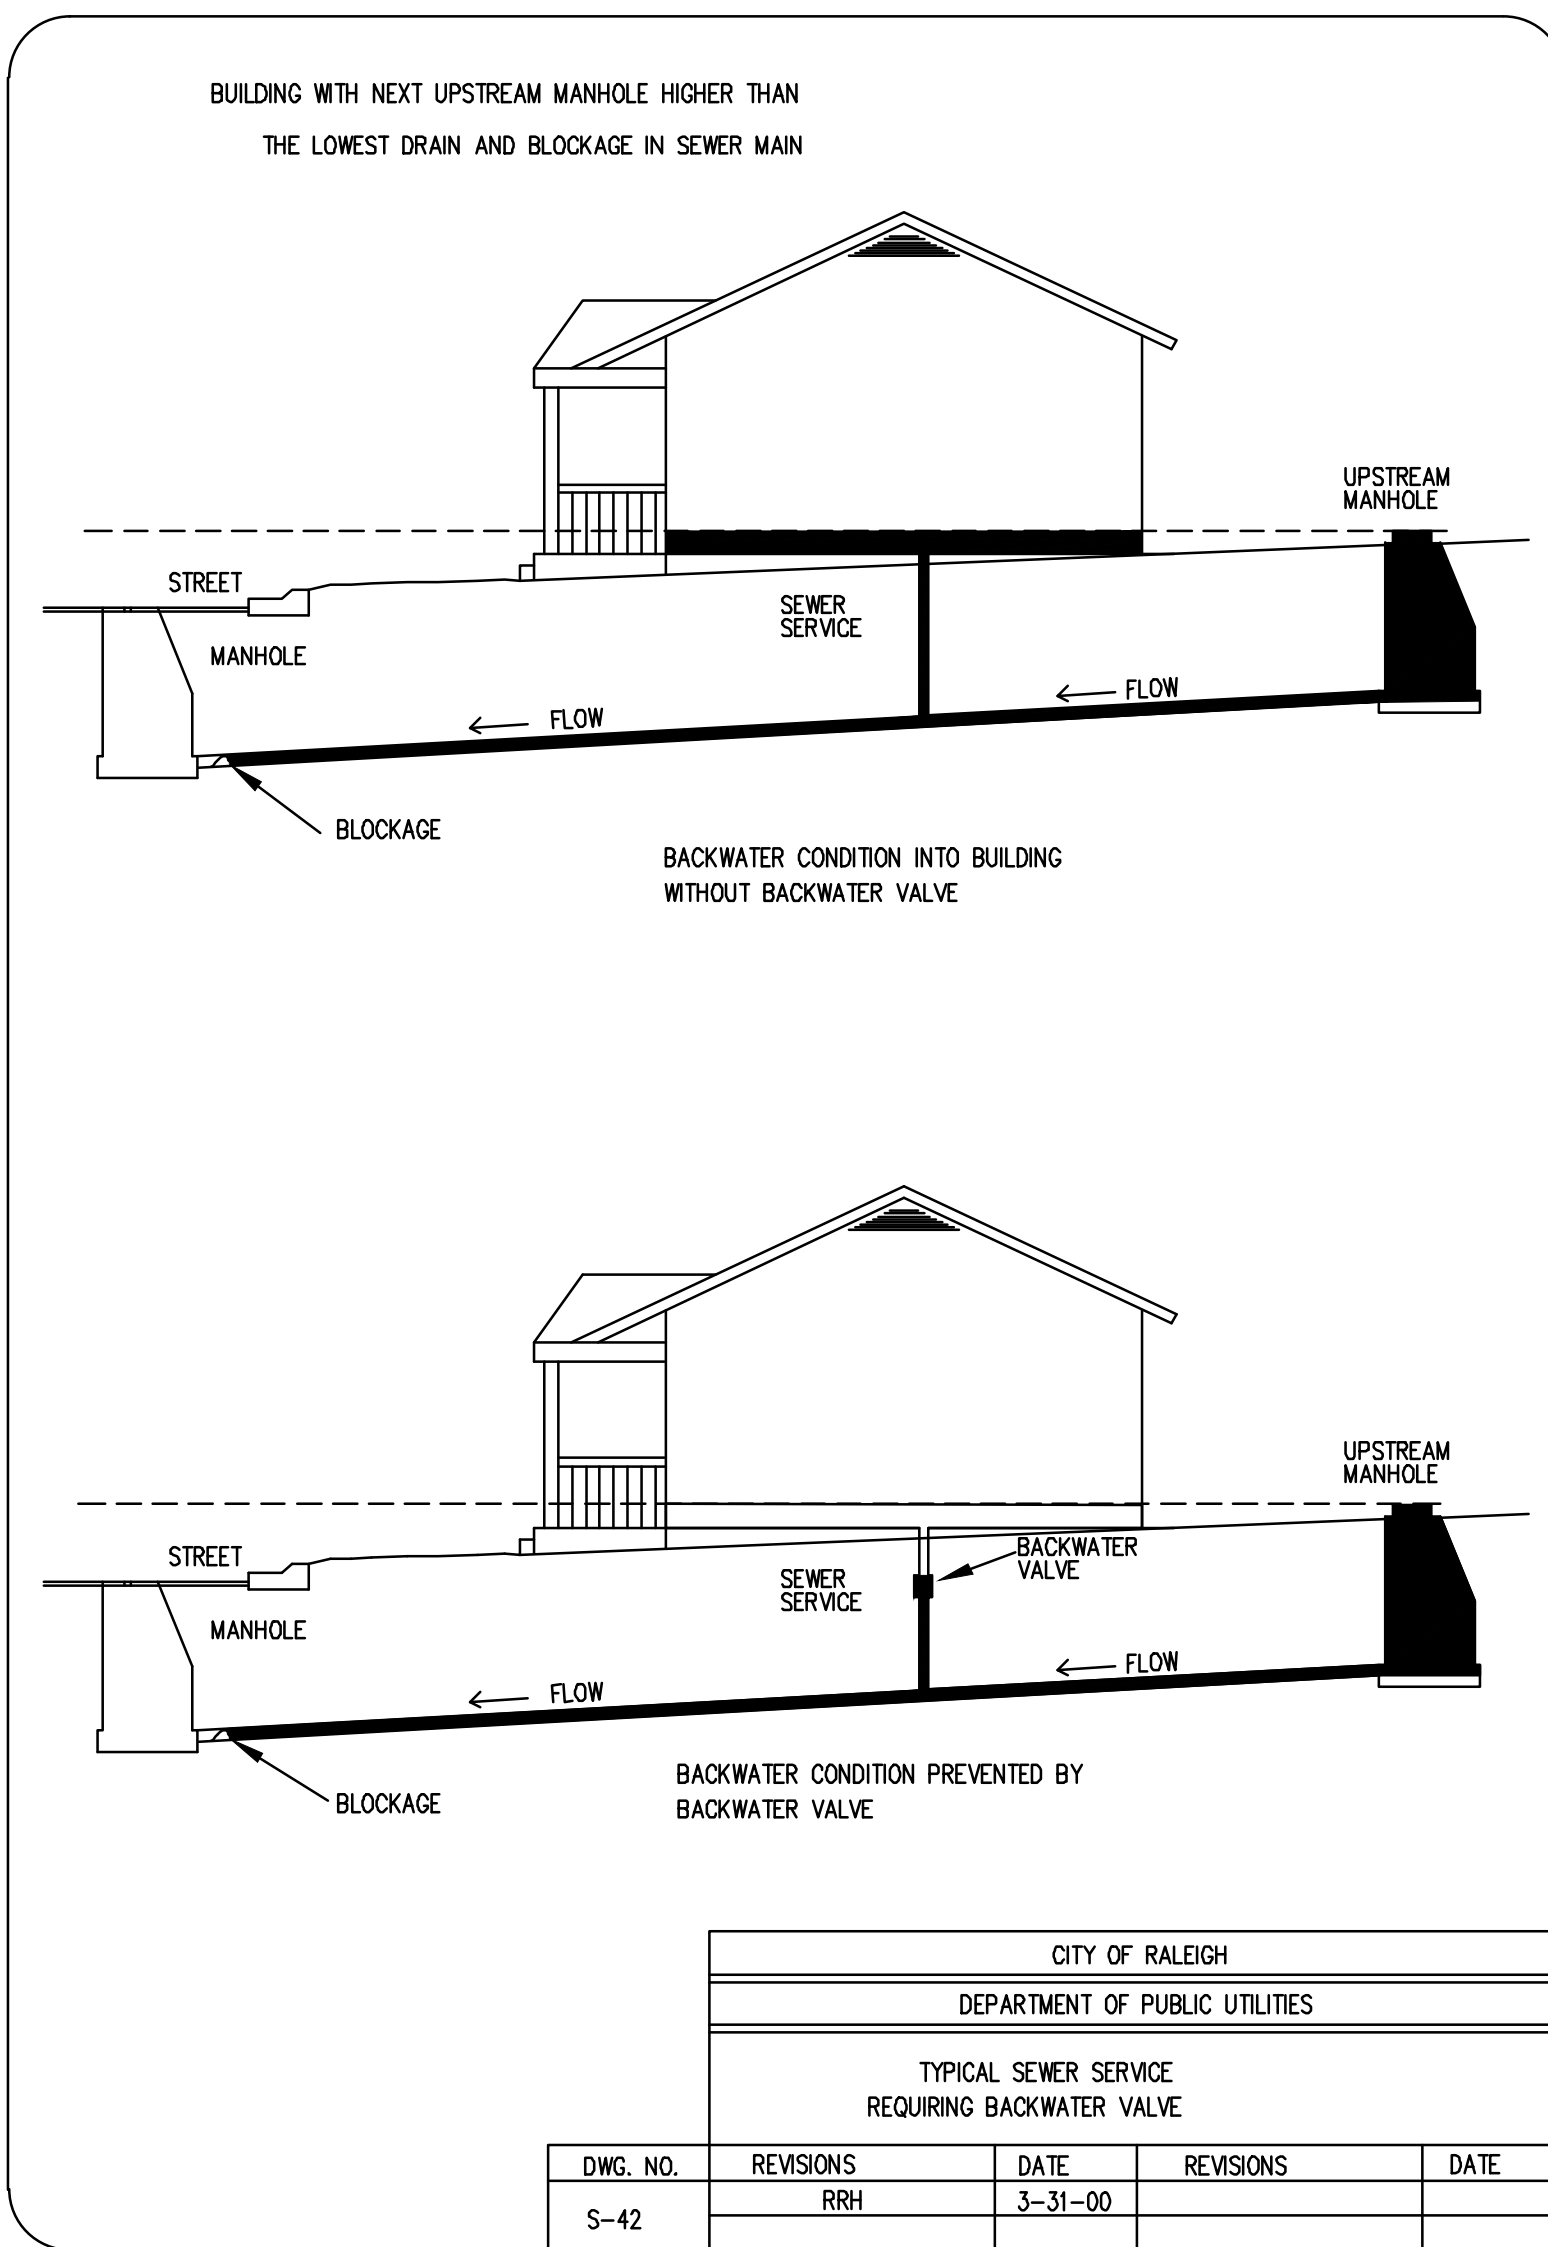 BUILDING WITH NEXT UPSTREAM MANHOLE HIGHER THAN
THE LOWEST DRAIN AND BLOCKAGE IN SEWER MAIN
UPSTREAM
MANHOLE
STREET
SEWER
SERVICE
MANHOLE
FLOW
FLOW
BLOCKAGE
BACKWATER CONDITION INTO BUILDING
WITHOUT BACKWATER VALVE
UPSTREAM
MANHOLE
STREET
BACKWATER
VALVE
SEWER
SERVICE
MANHOLE
FLOW
FLOW
BLOCKAGE
BACKWATER CONDITION PREVENTED BY
BACKWATER VALVE
CITY OF RALEIGH
DEPARTMENT OF PUBLIC UTILITIES
TYPICAL SEWER SERVICE
REQUIRING BACKWATER VALVE
DWG. NO. REVISIONS DATE REVISIONS DATE
RRH 3-31-00
S-42